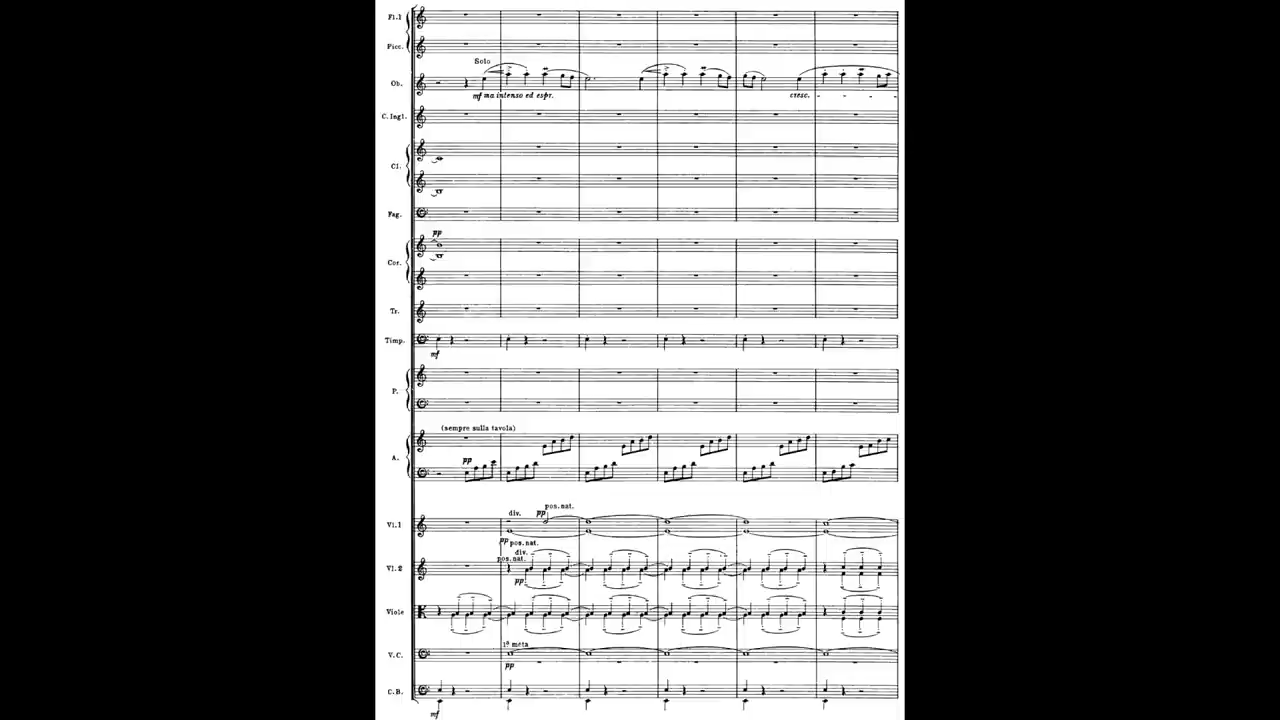 Fl.1
Picc.
Solo
Ob.
mf ma intenso ed espr.
cresc. - - -
C. Ingl.
Cl.
Fag.
pp
Cor.
Tr.
Timp.
mf
P.
(sempre sulla tavola)
A.
pp
div.
pp
pos.nat.
Vl.1
pp pos.nat.
div.
pos.nat.
Vl.2
pp
Viole
1ª metà
V.C.
pp
C.B.
mf